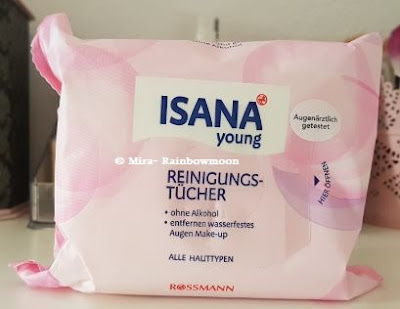 ISANA
young
Augenärztlich
getestet
© Mira- Rainbowmoon
REINIGUNGS-
TÜCHER
HIER ÖFFNEN
• ohne Alkohol
• entfernen wasserfestes
Augen Make-up
ALLE HAUTTYPEN
ROSSMANN